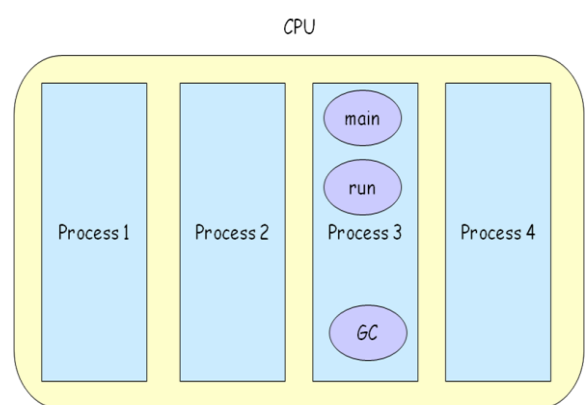 CPU
main
run
Process 1
Process 2
Process 3
Process 4
GC